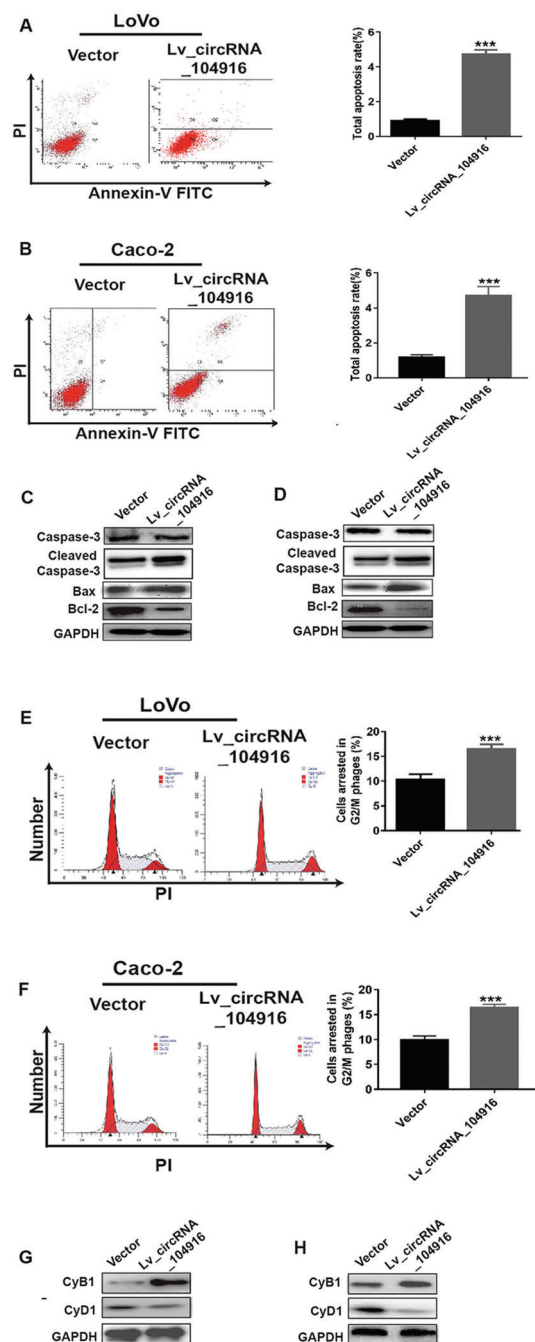 A
LoVo
Vector
Lv_circRNA
_104916
PI
Annexin-V FITC
Total apoptosis rate(%)
6
4
2
0
***
Vector
Lv_circRNA_104916
B
Caco-2
Vector
Lv_circRNA
_104916
PI
Annexin-V FITC
Total apoptosis rate(%)
6
4
2
0
***
Vector
Lv_circRNA_104916
C
Vector
Lv_circRNA
_104916
Caspase-3
Cleaved
Caspase-3
Bax
Bcl-2
GAPDH
D
Vector
Lv_circRNA
_104916
Caspase-3
Cleaved
Caspase-3
Bax
Bcl-2
GAPDH
E
LoVo
Vector
Lv_circRNA
_104916
Number
PI
Cells arrested in
G2/M phages (%)
20
15
10
5
0
***
Vector
Lv_circRNA_104916
F
Caco-2
Vector
Lv_circRNA
_104916
Number
PI
Cells arrested in
G2/M phages (%)
20
15
10
5
0
***
Vector
Lv_circRNA_104916
G
Vector
Lv_circRNA
_104916
CyB1
CyD1
GAPDH
H
Vector
Lv_circRNA
_104916
CyB1
CyD1
GAPDH